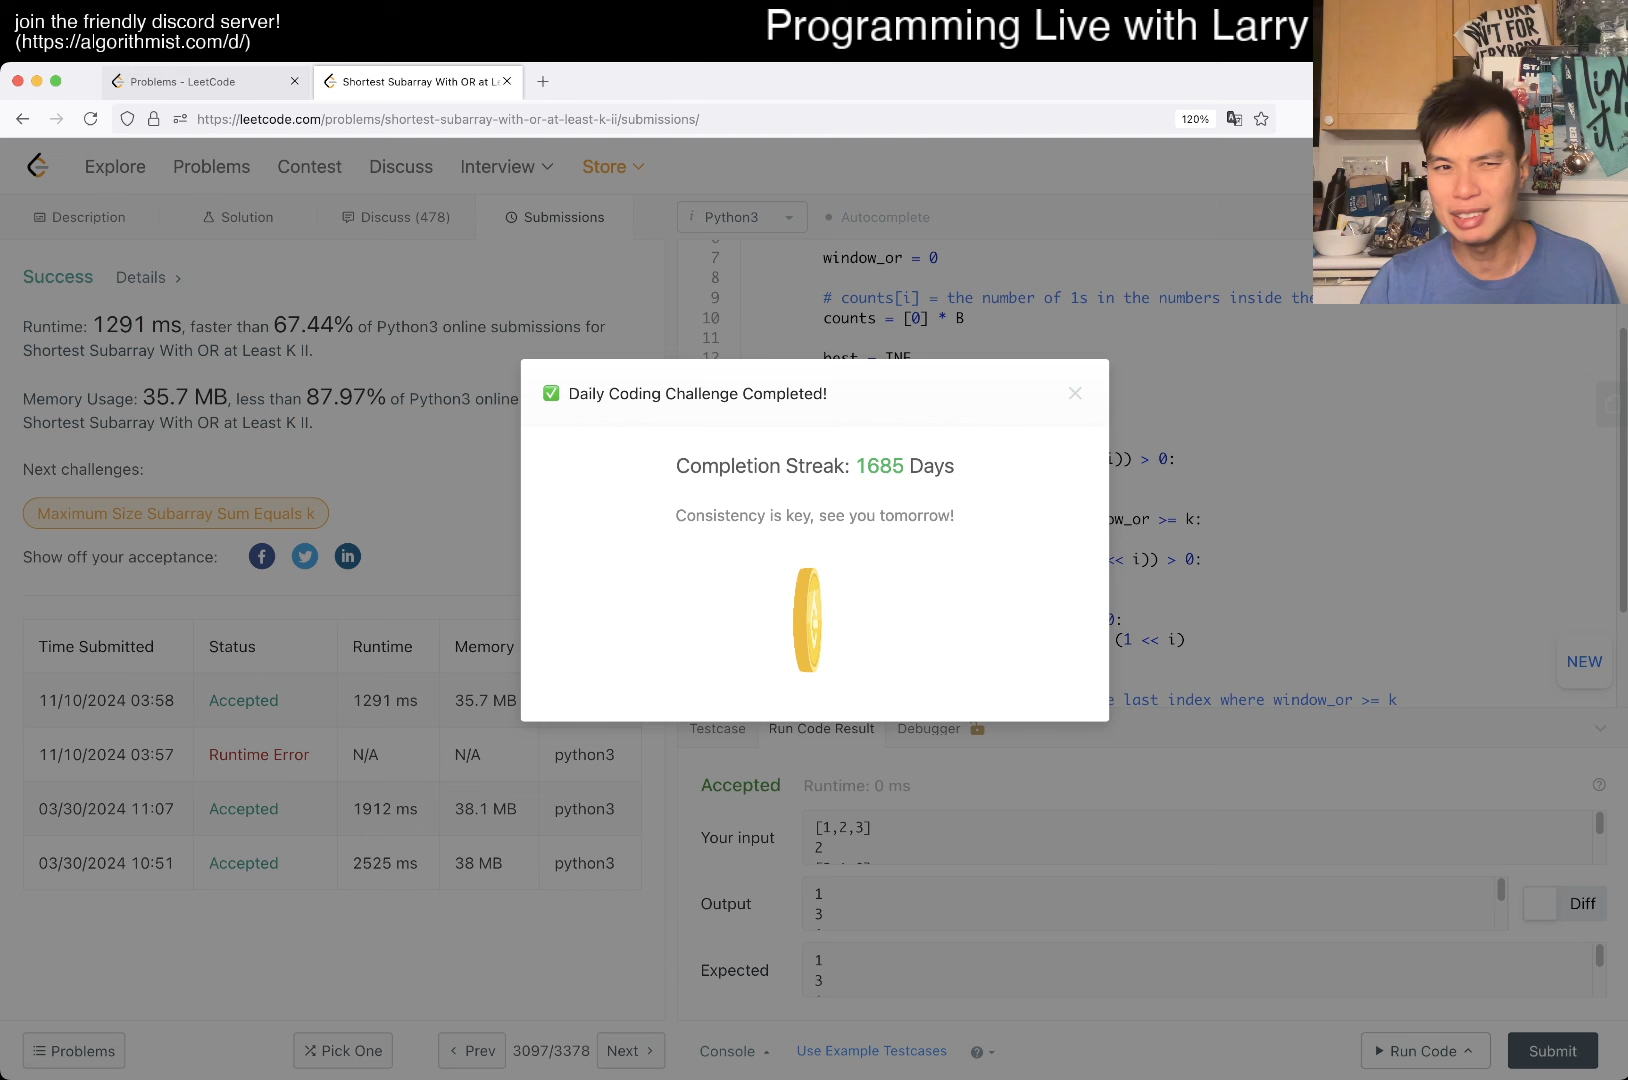 join the friendly discord server!
(https://algorithmist.com/d/)
Programming Live with Larry
Problems - LeetCode
Shortest Subarray With OR at Le
https://leetcode.com/problems/shortest-subarray-with-or-at-least-k-ii/submissions/
120%
Explore
Problems
Contest
Discuss
Interview
Store
Description
Solution
Discuss (478)
Submissions
i Python3
Autocomplete
Success
Details
Runtime: 1291 ms, faster than 67.44% of Python3 online submissions for
Shortest Subarray With OR at Least K II.
Memory Usage: 35.7 MB, less than 87.97% of Python3 online
Shortest Subarray With OR at Least K II.
Next challenges:
Maximum Size Subarray Sum Equals k
Show off your acceptance:
Time Submitted Status Runtime Memory
11/10/2024 03:58 Accepted 1291 ms 35.7 MB
11/10/2024 03:57 Runtime Error N/A N/A python3
03/30/2024 11:07 Accepted 1912 ms 38.1 MB python3
03/30/2024 10:51 Accepted 2525 ms 38 MB python3
7 window_or = 0
8
9 # counts[i] = the number of 1s in the numbers inside the
10 counts = [0] * B
11
12 best = INF
i)) > 0:
ow_or >= k:
<< i)) > 0:
0:
(1 << i)
e last index where window_or >= k
✅ Daily Coding Challenge Completed!
Completion Streak: 1685 Days
Consistency is key, see you tomorrow!
NEW
Testcase
Run Code Result
Debugger
Accepted
Runtime: 0 ms
Your input
[1,2,3]
2
Output
1
3
Diff
Expected
1
3
Problems
Pick One
Prev
3097/3378
Next
Console
Use Example Testcases
Run Code
Submit